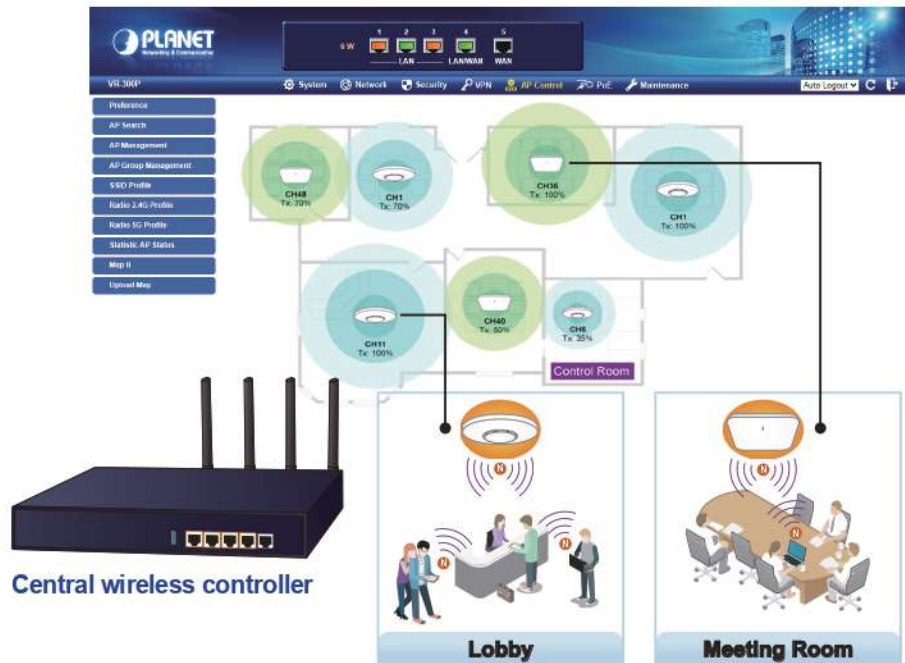 PLANET
Networking & Communication
6 W
1 2 3 4 5
LAN LAN/WAN WAN
VR-300P
System Network Security VPN AP Control PoE Maintenance
Auto Logout
Preference
AP Search
AP Management
AP Group Management
SSID Profile
Radio 2.4G Profile
Radio 5G Profile
Statistic AP Status
Map It
Upload Map
CH48
Tx: 70%
CH1
Tx: 70%
CH36
Tx: 100%
CH1
Tx: 100%
CH11
Tx: 100%
CH40
Tx: 50%
CH6
Tx: 35%
Control Room
N
N
N
N
N
Central wireless controller
Lobby
Meeting Room